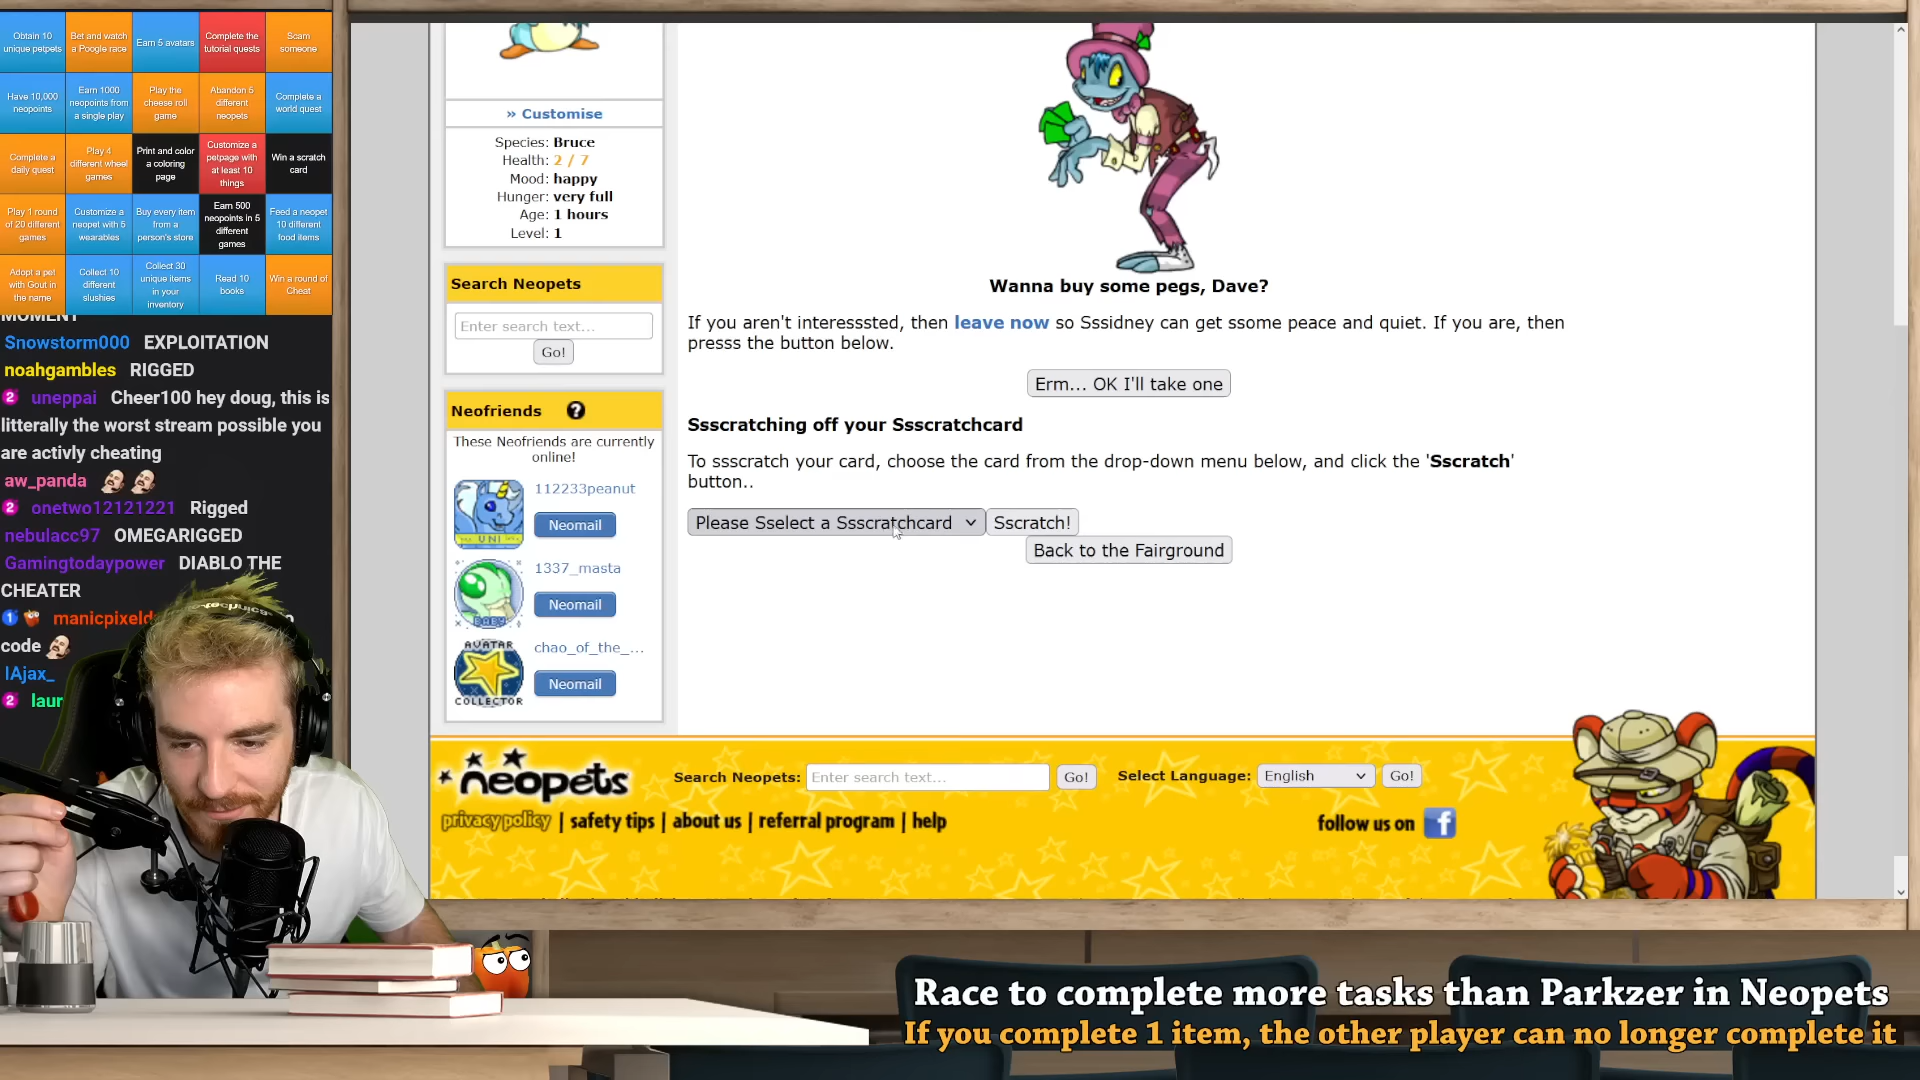 Obtain 10
unique petpets
Bet and watch
a Poogle race
Earn 5 avatars
Complete the
tutorial quests
Scam
someone
Have 10,000
neopoints
Earn 1000
neopoints from
a single play
Play the
cheese roll
game
Abandon 5
different
neopets
Complete a
world quest
Complete a
daily quest
Play 4
different wheel
games
Print and color
a coloring
page
Customize a
petpage with
at least 10
things
Win a scratch
card
Play 1 round
of 20 different
games
Customize a
neopet with 5
wearables
Buy every item
from a
person's store
Earn 500
neopoints in 5
different
games
Feed a neopet
10 different
food items
Adopt a pet
with Gout in
the name
Collect 10
different
slushies
Collect 30
unique items
in your
inventory
Read 10
books
Win a round of
Cheat
MOMENT
Snowstorm000 EXPLOITATION
noahgambles RIGGED
uneppai Cheer100 hey doug, this is
litterally the worst stream possible you
are activly cheating
aw_panda
onetwo12121221 Rigged
nebulacc97 OMEGARIGGED
Gamingtodaypower DIABLO THE
CHEATER
manicpixeld
code
lAjax_
laur
» Customise
Species: Bruce
Health: 2 / 7
Mood: happy
Hunger: very full
Age: 1 hours
Level: 1
Search Neopets
Enter search text...
Go!
Neofriends ?
These Neofriends are currently
online!
112233peanut
Neomail
UNI
1337_masta
Neomail
BABY
chao_of_the_...
Neomail
AVATAR
COLLECTOR
Wanna buy some pegs, Dave?
If you aren't interesssted, then leave now so Sssidney can get ssome peace and quiet. If you are, then
presss the button below.
Erm... OK I'll take one
Ssscratching off your Ssscratchcard
To ssscratch your card, choose the card from the drop-down menu below, and click the 'Sscratch'
button..
Please Sselect a Ssscratchcard
Sscratch!
Back to the Fairground
neopets
Search Neopets: Enter search text... Go! Select Language: English Go!
privacy policy | safety tips | about us | referral program | help
follow us on f
Race to complete more tasks than Parkzer in Neopets
If you complete 1 item, the other player can no longer complete it